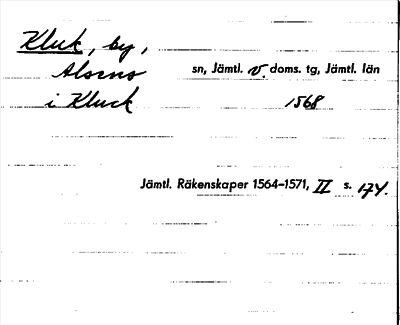 Kluk, by,
Alsens sn, Jämtl. v. doms. tg, Jämtl. län
i Kluck 1568
Jämtl. Räkenskaper 1564–1571, II s. 174.